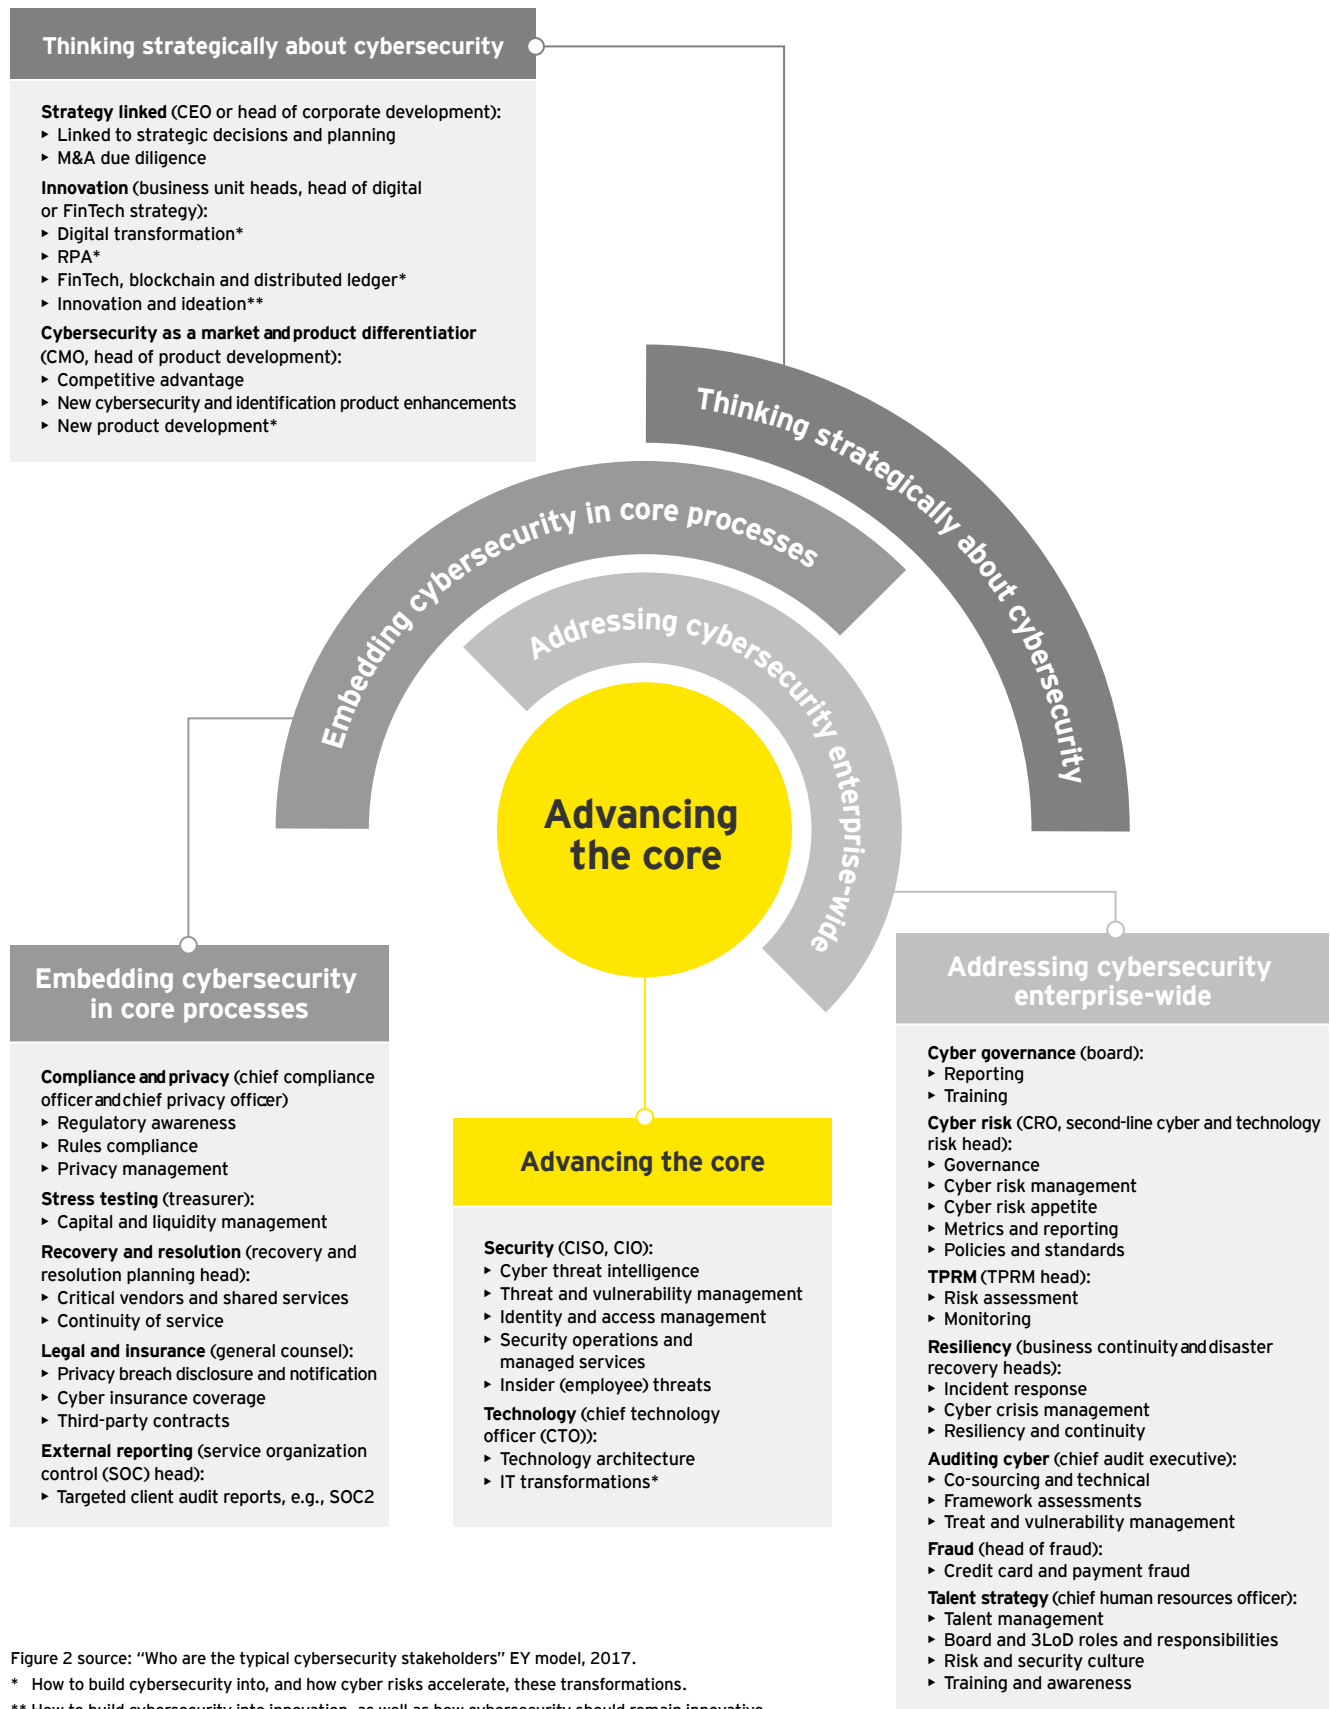 Thinking strategically about cybersecurity
Strategy linked (CEO or head of corporate development):
‣ Linked to strategic decisions and planning
‣ M&A due diligence
Innovation (business unit heads, head of digital
or FinTech strategy):
‣ Digital transformation*
‣ RPA*
‣ FinTech, blockchain and distributed ledger*
‣ Innovation and ideation**
Cybersecurity as a market and product differentiatior
(CMO, head of product development):
‣ Competitive advantage
‣ New cybersecurity and identification product enhancements
‣ New product development*
Thinking strategically about cybersecurity
Embedding cybersecurity in core processes
Addressing cybersecurity enterprise-wide
Advancing
the core
Embedding cybersecurity
in core processes
Compliance and privacy (chief compliance
officer and chief privacy officer)
‣ Regulatory awareness
‣ Rules compliance
‣ Privacy management
Stress testing (treasurer):
‣ Capital and liquidity management
Recovery and resolution (recovery and
resolution planning head):
‣ Critical vendors and shared services
‣ Continuity of service
Legal and insurance (general counsel):
‣ Privacy breach disclosure and notification
‣ Cyber insurance coverage
‣ Third-party contracts
External reporting (service organization
control (SOC) head):
‣ Targeted client audit reports, e.g., SOC2
Advancing the core
Security (CISO, CIO):
‣ Cyber threat intelligence
‣ Threat and vulnerability management
‣ Identity and access management
‣ Security operations and
managed services
‣ Insider (employee) threats
Technology (chief technology
officer (CTO)):
‣ Technology architecture
‣ IT transformations*
Addressing cybersecurity
enterprise-wide
Cyber governance (board):
‣ Reporting
‣ Training
Cyber risk (CRO, second-line cyber and technology
risk head):
‣ Governance
‣ Cyber risk management
‣ Cyber risk appetite
‣ Metrics and reporting
‣ Policies and standards
TPRM (TPRM head):
‣ Risk assessment
‣ Monitoring
Resiliency (business continuity and disaster
recovery heads):
‣ Incident response
‣ Cyber crisis management
‣ Resiliency and continuity
Auditing cyber (chief audit executive):
‣ Co-sourcing and technical
‣ Framework assessments
‣ Treat and vulnerability management
Fraud (head of fraud):
‣ Credit card and payment fraud
Talent strategy (chief human resources officer):
‣ Talent management
‣ Board and 3LoD roles and responsibilities
‣ Risk and security culture
‣ Training and awareness
Figure 2 source: “Who are the typical cybersecurity stakeholders” EY model, 2017.
* How to build cybersecurity into, and how cyber risks accelerate, these transformations.
** How to build cybersecurity into innovation, as well as how cybersecurity should remain innovative